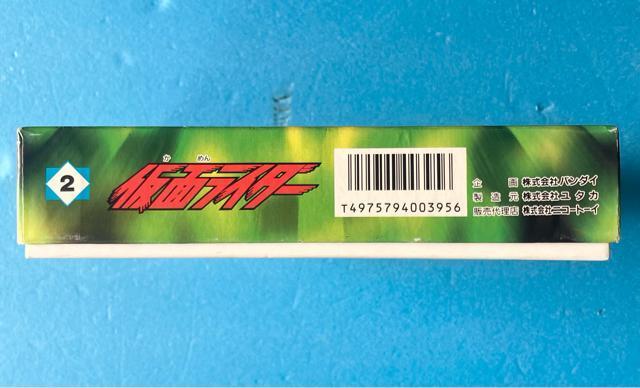 2
かめん
仮面ライダー
T4975794003956
企画 株式会社バンダイ
製造元 株式会社ユタカ
販売代理店 株式会社ニコートーイ